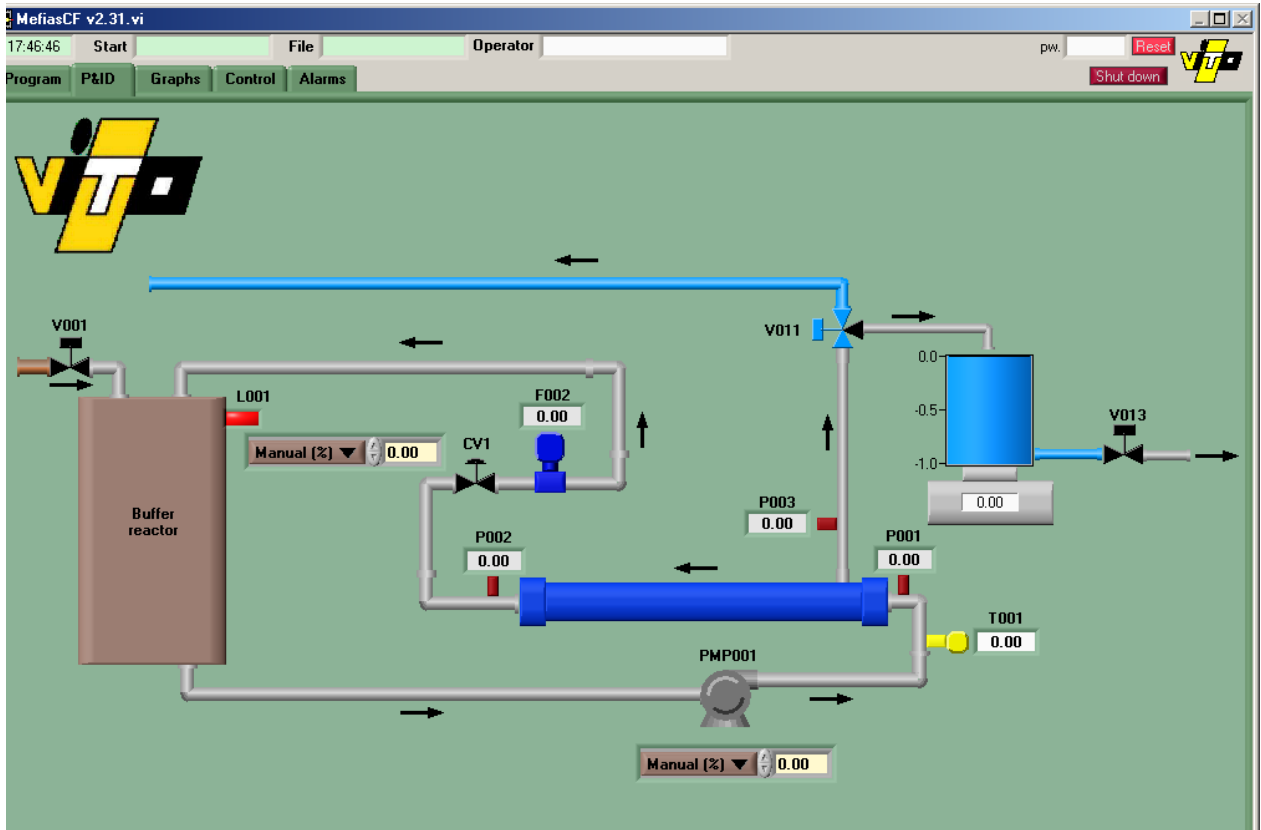 MefiasCF v2.31.vi
17:46:46 Start File Operator pw. Reset
Program P&ID Graphs Control Alarms Shut down
viTO
viTO
V001
V011
0.0
L001
F002
0.00
-0.5
V013
Manual (%) 0.00
CV1
-1.0
P003
0.00
0.00
Buffer
reactor
P002
0.00
P001
0.00
T001
0.00
PMP001
Manual (%) 0.00